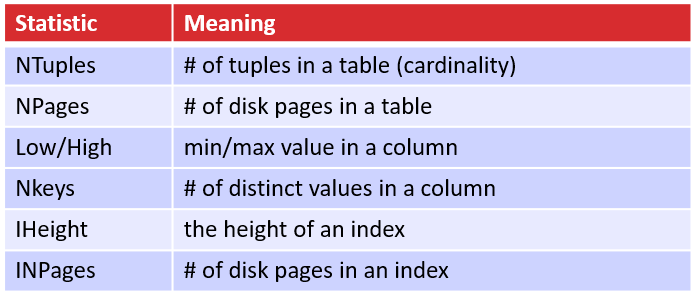 Statistic Meaning
NTuples # of tuples in a table (cardinality)
NPages # of disk pages in a table
Low/High min/max value in a column
Nkeys # of distinct values in a column
IHeight the height of an index
INPages # of disk pages in an index